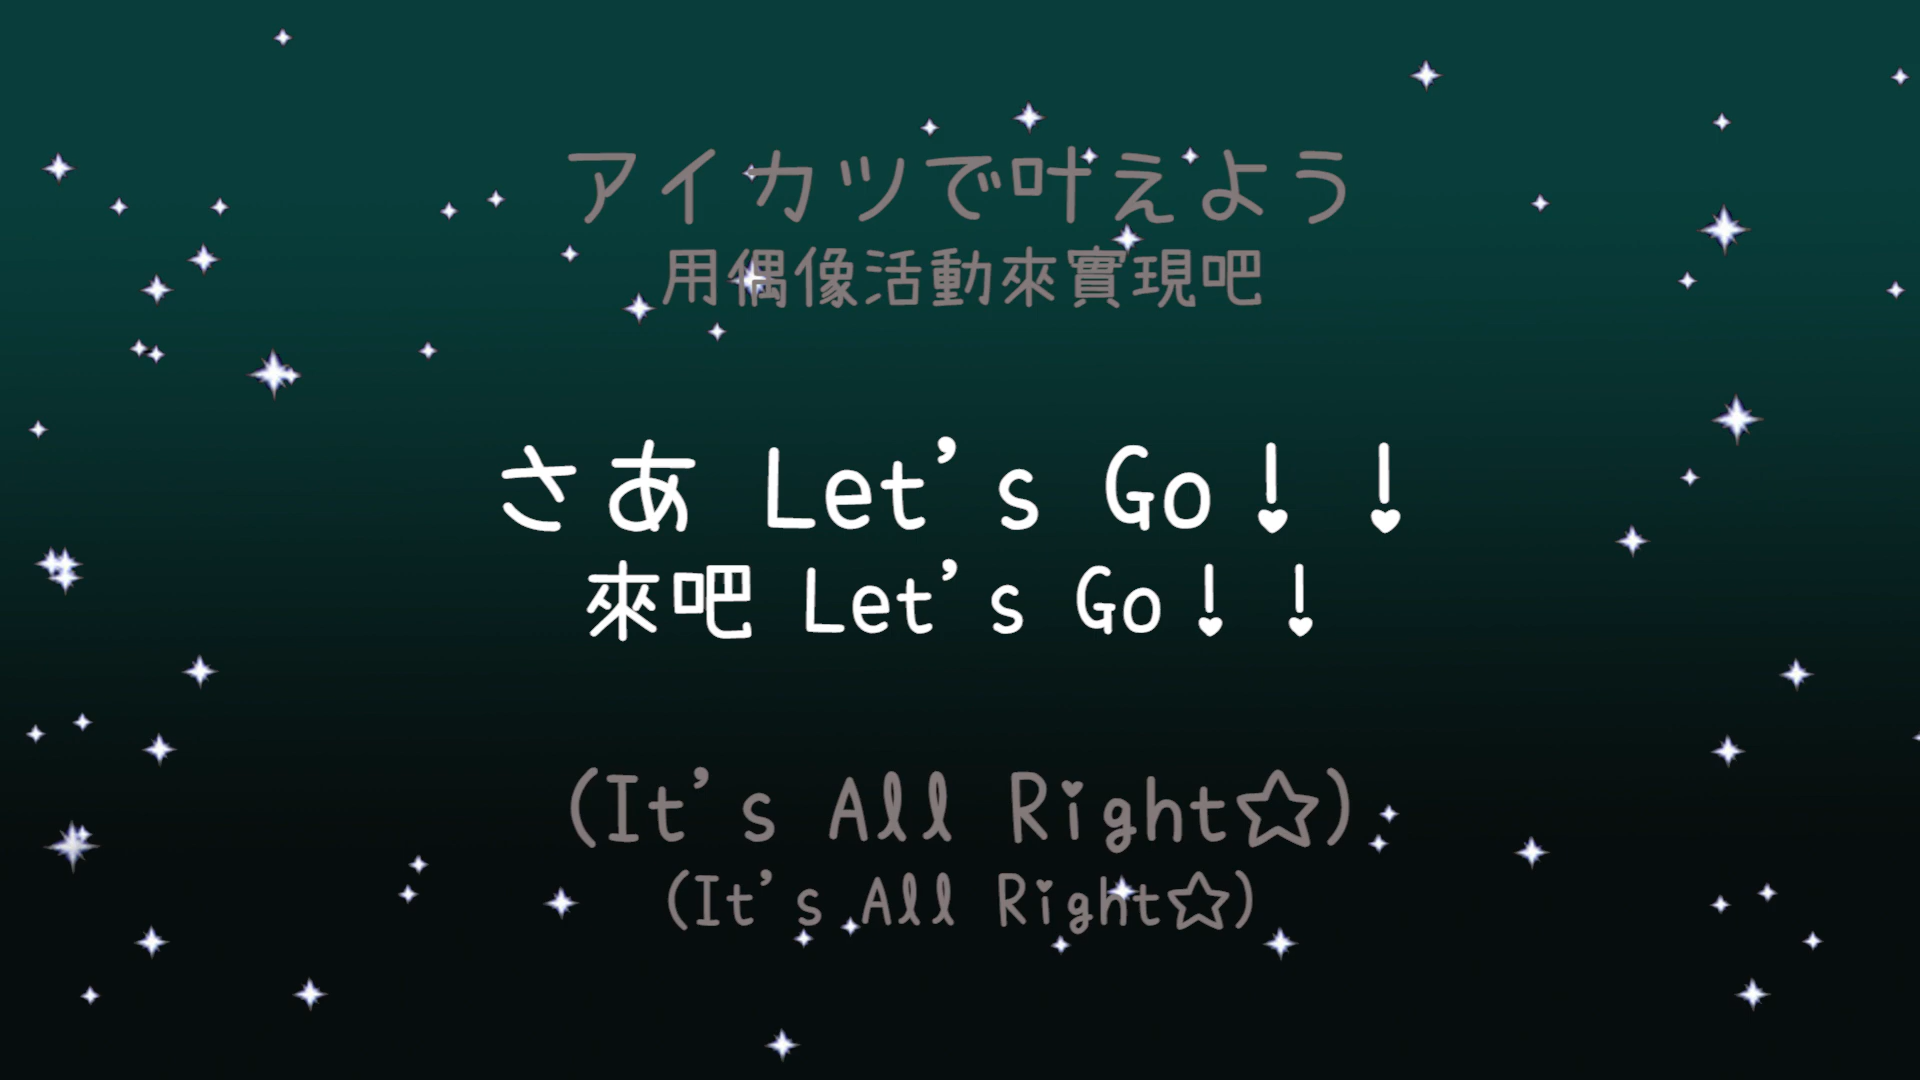 アイカツで叶えよう
用偶像活動來實現吧
さあ Let's Go！！
來吧 Let's Go！！
(It's All Right☆)
(It's All Right☆)